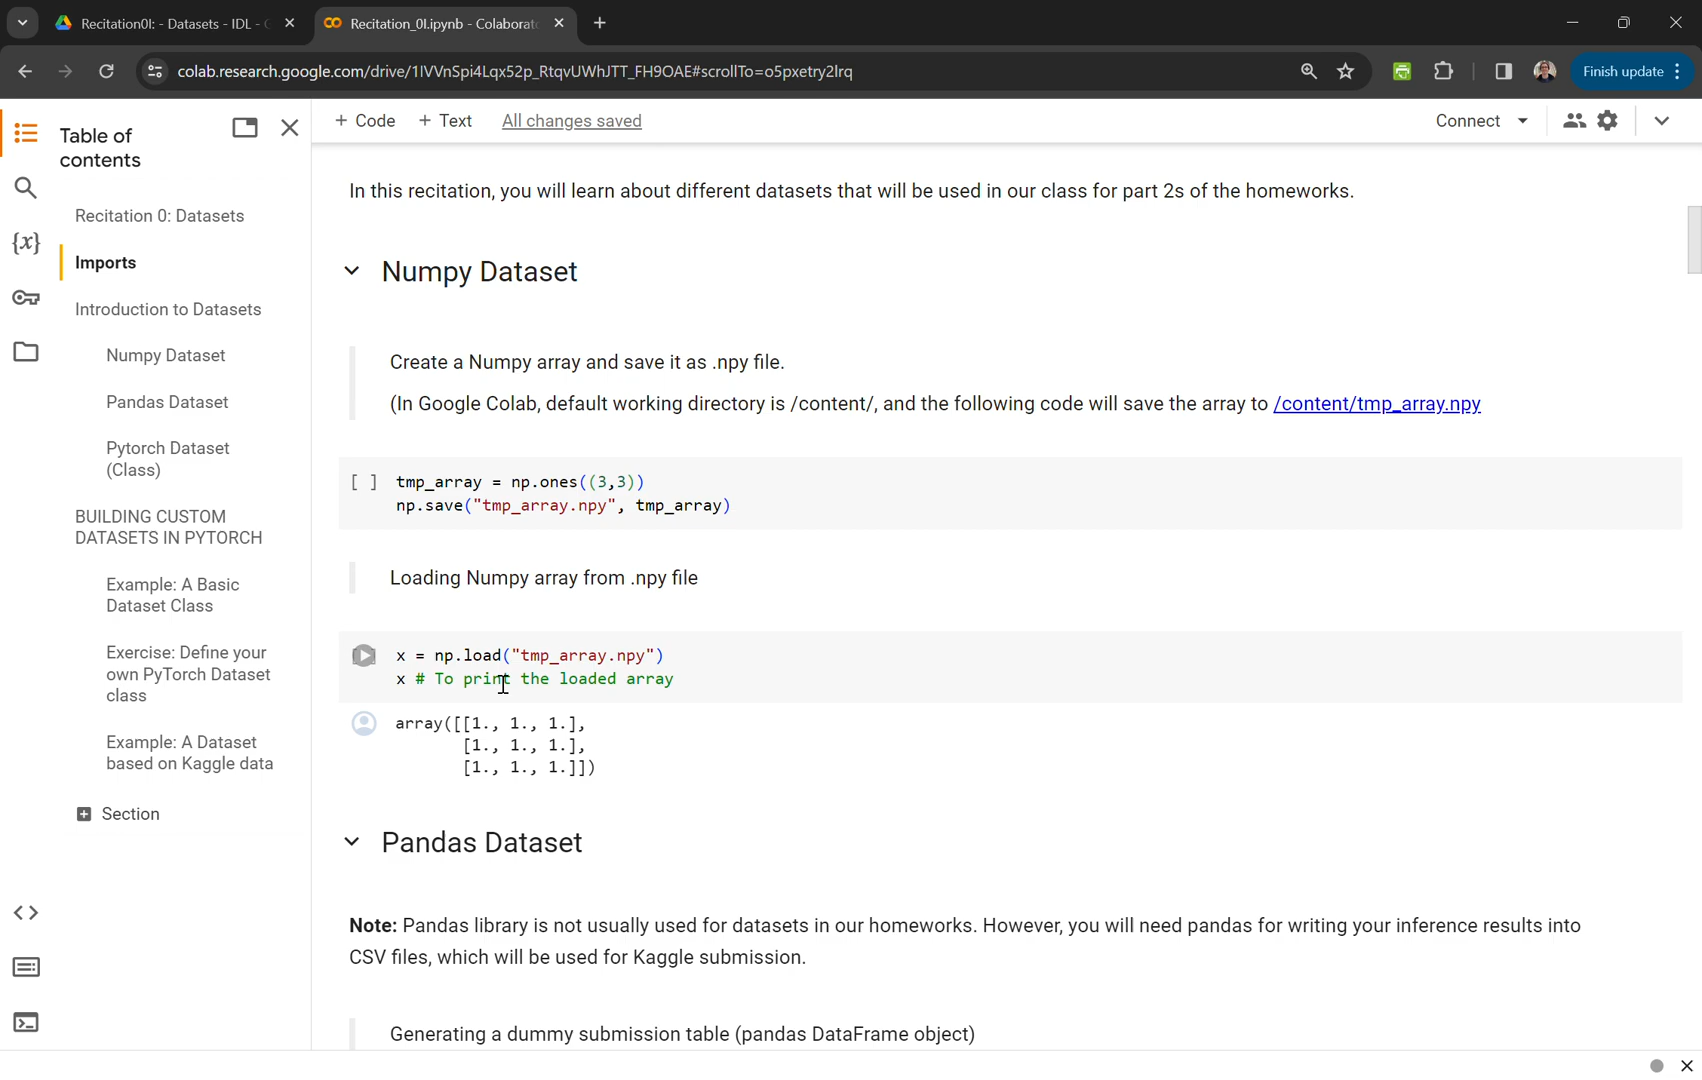 Recitation0I: - Datasets - IDL -
Recitation_0I.ipynb - Colaborat
colab.research.google.com/drive/1IVVnSpi4Lqx52p_RtqvUWhJTT_FH9OAE#scrollTo=o5pxetry2lrq
Finish update
Table of
contents
+ Code + Text All changes saved
Connect
Recitation 0: Datasets
Imports
Introduction to Datasets
Numpy Dataset
Pandas Dataset
Pytorch Dataset
(Class)
BUILDING CUSTOM
DATASETS IN PYTORCH
Example: A Basic
Dataset Class
Exercise: Define your
own PyTorch Dataset
class
Example: A Dataset
based on Kaggle data
Section
{x}
In this recitation, you will learn about different datasets that will be used in our class for part 2s of the homeworks.
Numpy Dataset
Create a Numpy array and save it as .npy file.
(In Google Colab, default working directory is /content/, and the following code will save the array to /content/tmp_array.npy
[ ] tmp_array = np.ones((3,3))
np.save("tmp_array.npy", tmp_array)
Loading Numpy array from .npy file
x = np.load("tmp_array.npy")
x # To print the loaded array
array([[1., 1., 1.],
[1., 1., 1.],
[1., 1., 1.]])
Pandas Dataset
Note: Pandas library is not usually used for datasets in our homeworks. However, you will need pandas for writing your inference results into
CSV files, which will be used for Kaggle submission.
Generating a dummy submission table (pandas DataFrame object)